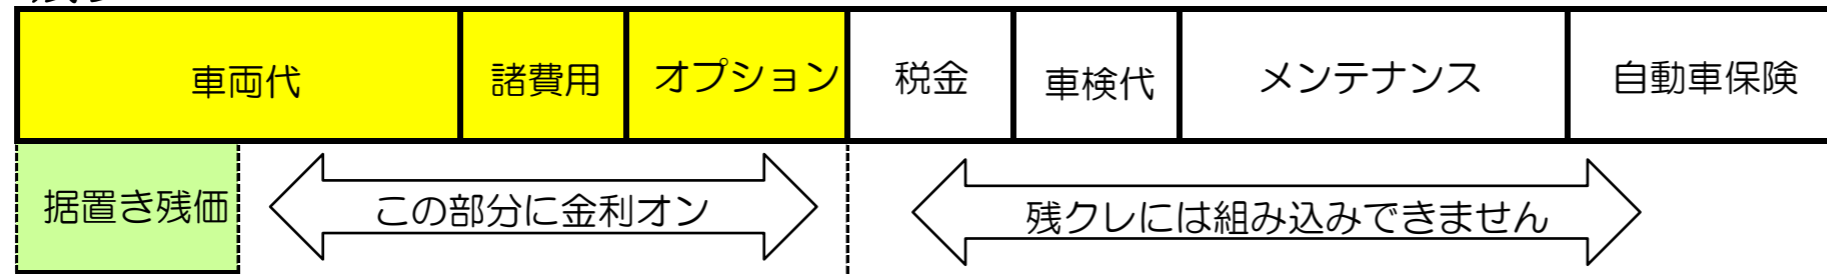 車両代
諸費用
オプション
税金
車検代
メンテナンス
自動車保険
据置き残価
この部分に金利オン
残クレには組み込みできません